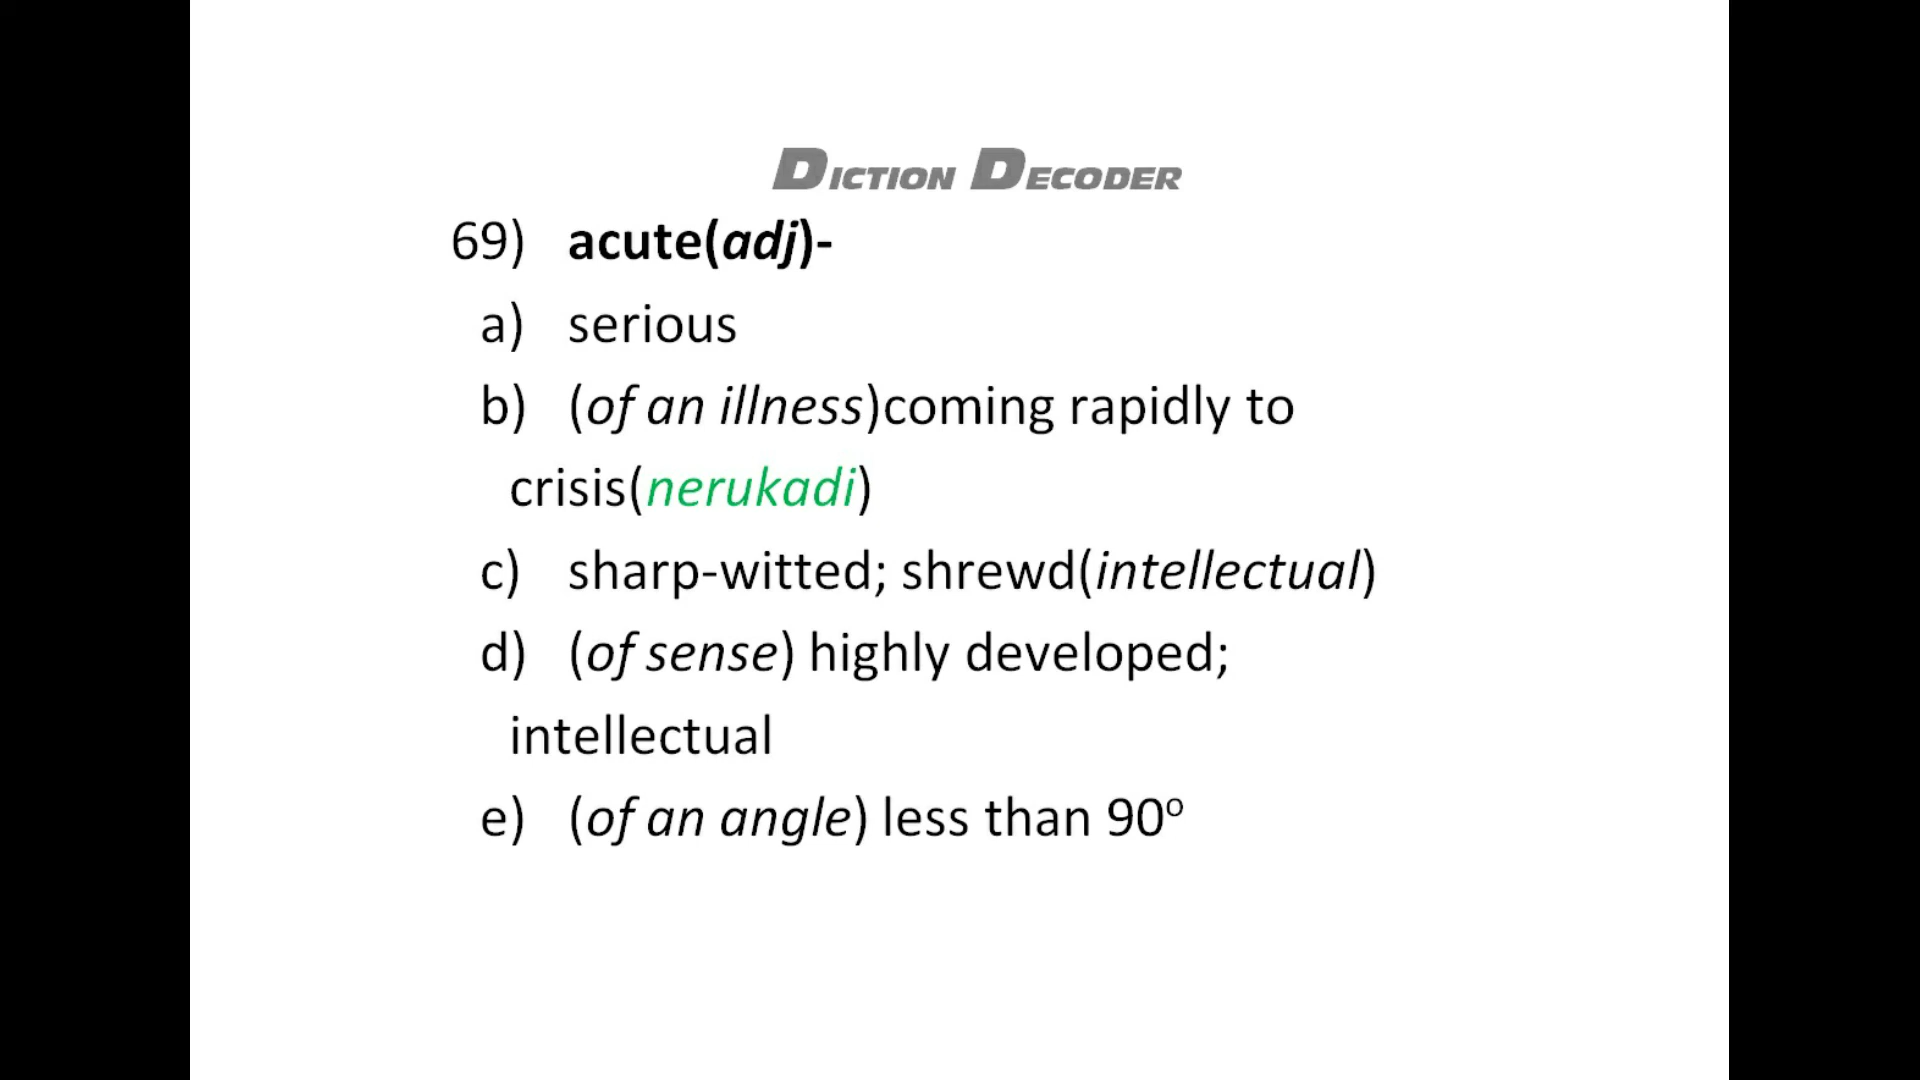 DICTION DECODER
69) acute(adj)-
a) serious
b) (of an illness)coming rapidly to
crisis(nerukadi)
c) sharp-witted; shrewd(intellectual)
d) (of sense) highly developed;
intellectual
e) (of an angle) less than 90º